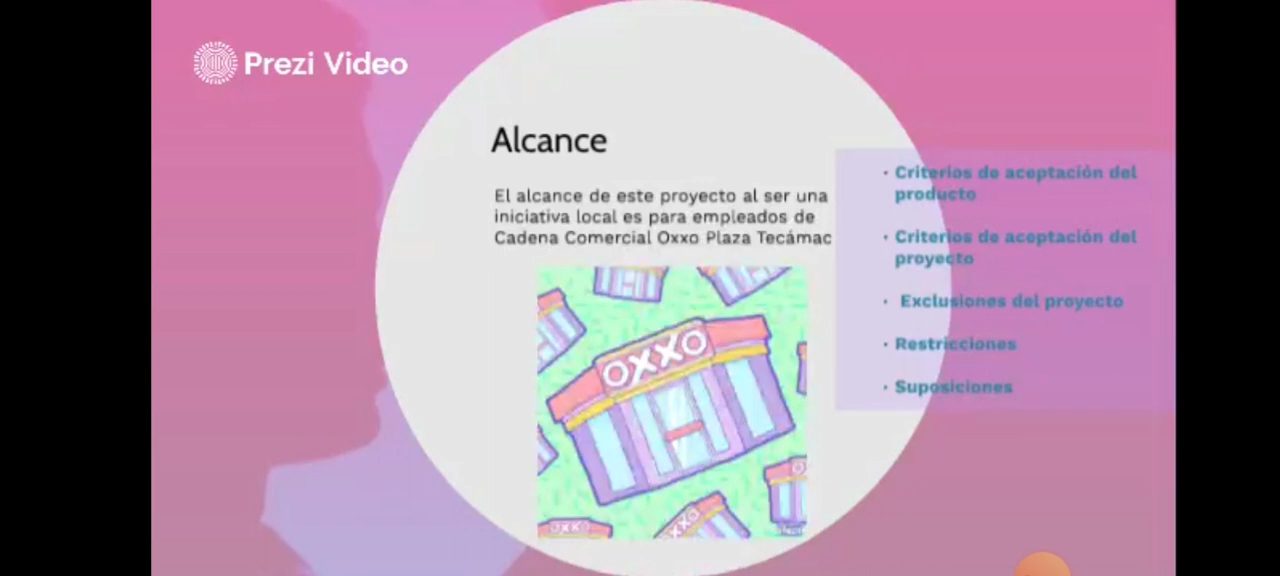 Prezi Video
Alcance
El alcance de este proyecto al ser una
iniciativa local es para empleados de
Cadena Comercial Oxxo Plaza Tecámac
· Criterios de aceptación del
producto
· Criterios de aceptación del
proyecto
· Exclusiones del proyecto
· Restricciones
· Suposiciones
OXXO
OXXO
OXXO